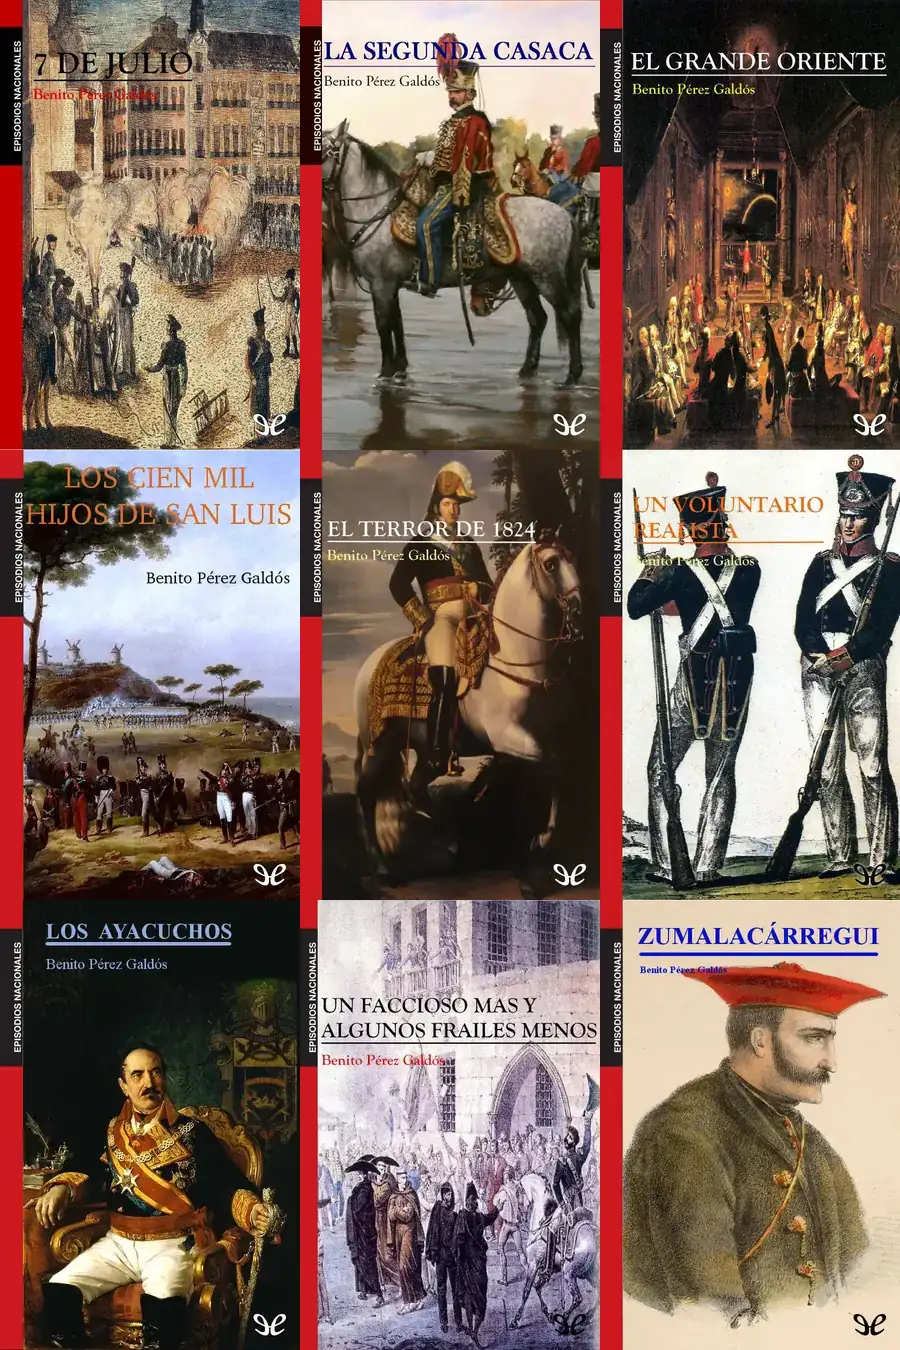 EPISODIOS NACIONALES
7 DE JULIO
Benito Pérez Galdós
EPISODIOS NACIONALES
LA SEGUNDA CASACA
Benito Pérez Galdós
EPISODIOS NACIONALES
EL GRANDE ORIENTE
Benito Pérez Galdós
EPISODIOS NACIONALES
LOS CIEN MIL
HIJOS DE SAN LUIS
Benito Pérez Galdós
EPISODIOS NACIONALES
EL TERROR DE 1824
Benito Pérez Galdós
EPISODIOS NACIONALES
UN VOLUNTARIO
REALISTA
Benito Pérez Galdós
EPISODIOS NACIONALES
LOS AYACUCHOS
Benito Pérez Galdós
EPISODIOS NACIONALES
UN FACCIOSO MAS Y
ALGUNOS FRAILES MENOS
Benito Pérez Galdós
EPISODIOS NACIONALES
ZUMALACÁRREGUI
Benito Pérez Galdós